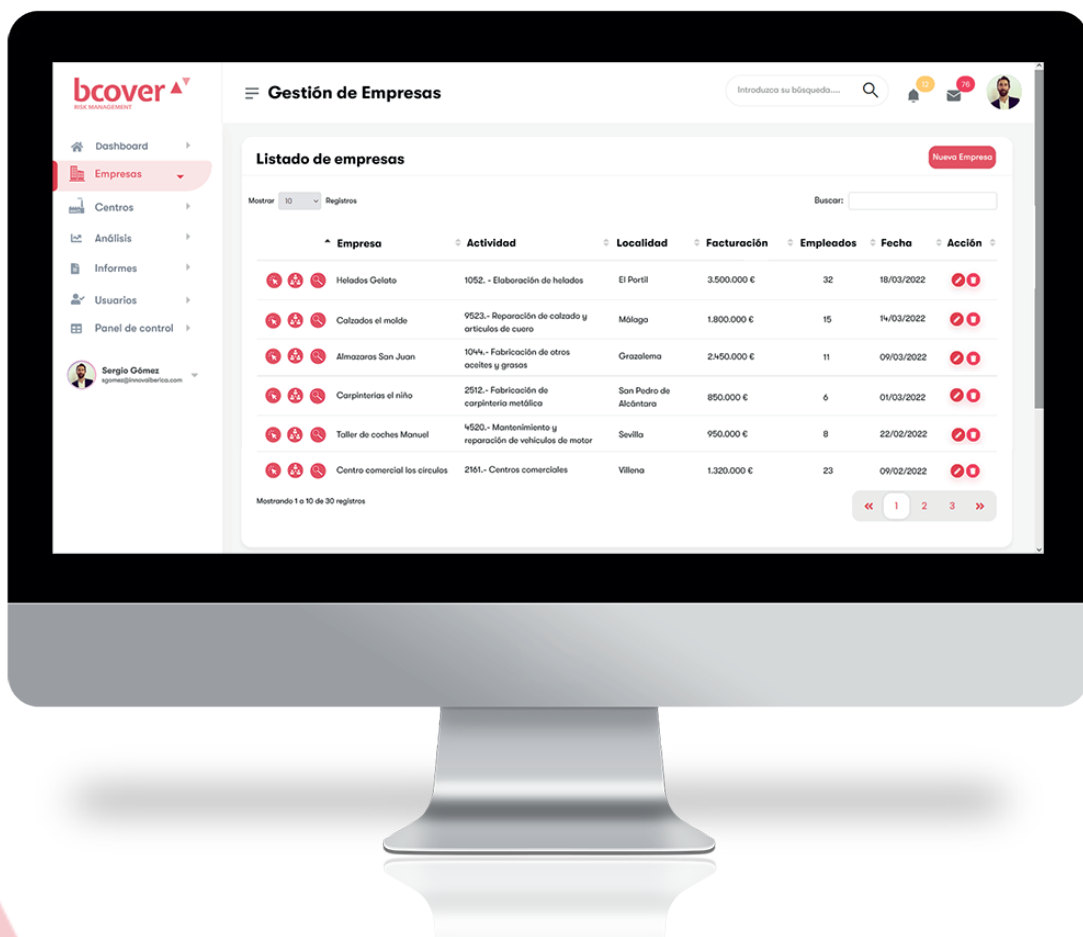 bcover
RISK MANAGEMENT
Gestión de Empresas
Introduzca su búsqueda....
12
76
Dashboard
Empresas
Centros
Análisis
Informes
Usuarios
Panel de control
Sergio Gómez
sgomez@innovaiberica.com
Listado de empresas
Nueva Empresa
Mostrar 10 Registros
Buscar:
Empresa Actividad Localidad Facturación Empleados Fecha Acción
Helados Gelato 1052. - Elaboración de helados El Portil 3.500.000 € 32 18/03/2022
Calzados el molde 9523.- Reparación de calzado y artículos de cuero Málaga 1.800.000 € 15 14/03/2022
Almazaras San Juan 1044.- Fabricación de otros aceites y grasas Grazalema 2.450.000 € 11 09/03/2022
Carpinterías el niño 2512.- Fabricación de carpintería metálica San Pedro de Alcántara 850.000 € 6 01/03/2022
Taller de coches Manuel 4520.- Mantenimiento y reparación de vehículos de motor Sevilla 950.000 € 8 22/02/2022
Centro comercial los círculos 2161.- Centros comerciales Villena 1.320.000 € 23 09/02/2022
Mostrando 1 a 10 de 30 registros
« 1 2 3 »